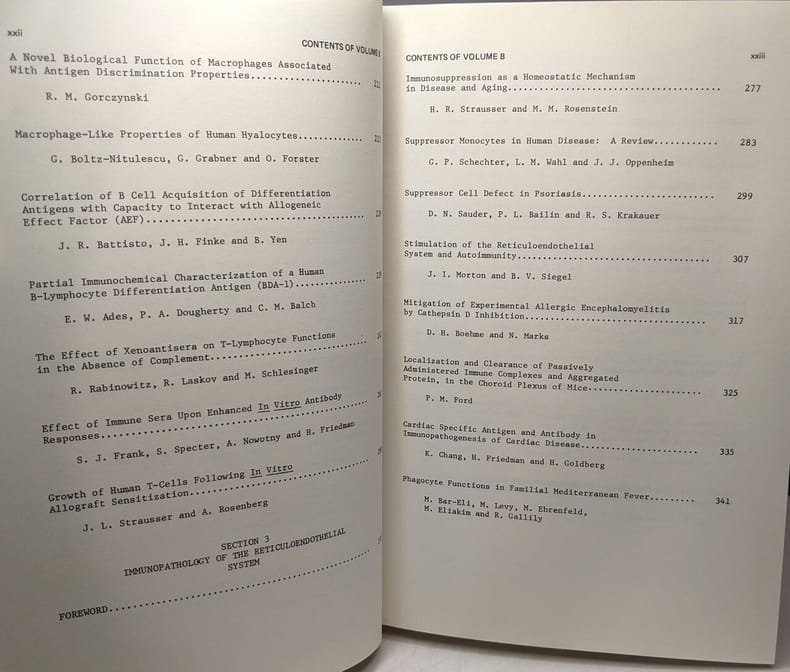 xxii
CONTENTS OF VOLUME
A Novel Biological Function of Macrophages Associated
With Antigen Discrimination Properties
R. M. Gorczynski
Macrophage-Like Properties of Human Hyalocytes
G. Boltz-Nitulescu, G. Grabner and O. Forster
Correlation of B Cell Acquisition of Differentiation
Antigens with Capacity to Interact with Allogeneic
Effect Factor (AEF)
J. R. Battisto, J. H. Finke and B. Yen
Partial Immunochemical Characterization of a Human
B-Lymphocyte Differentiation Antigen (BDA-1)
E. W. Ades, P. A. Dougherty and C. M. Balch
The Effect of Xenoantisera on T-Lymphocyte Functions
in the Absence of Complement
R. Rabinowitz, R. Laskov and M. Schlesinger
Effect of Immune Sera Upon Enhanced In Vitro Antibody
Responses
S. J. Frank, S. Specter, A. Nowotny and H. Friedman
Growth of Human T-Cells Following In Vitro
Allograft Sensitization
J. L. Strausser and A. Rosenberg
SECTION 3
IMMUNOPATHOLOGY OF THE RETICULOENDOTHELIAL
SYSTEM
FOREWORD
CONTENTS OF VOLUME B xxiii
Immunosuppression as a Homeostatic Mechanism
in Disease and Aging 277
H. R. Strausser and M. M. Rosenstein
Suppressor Monocytes in Human Disease: A Review 283
G. P. Schechter, L. M. Wahl and J. J. Oppenheim
Suppressor Cell Defect in Psoriasis 299
D. N. Sauder, P. L. Bailin and R. S. Krakauer
Stimulation of the Reticuloendothelial
System and Autoimmunity 307
J. I. Morton and B. V. Siegel
Mitigation of Experimental Allergic Encephalomyelitis
by Cathepsin D Inhibition 317
D. H. Boehme and N. Marks
Localization and Clearance of Passively
Administered Immune Complexes and Aggregated
Protein, in the Choroid Plexus of Mice 325
P. M. Ford
Cardiac Specific Antigen and Antibody in
Immunopathogenesis of Cardiac Disease 335
K. Chang, H. Friedman and H. Goldberg
Phagocyte Functions in Familial Mediterranean Fever 341
M. Bar-Eli, M. Levy, M. Ehrenfeld,
M. Eliakim and R. Gallily